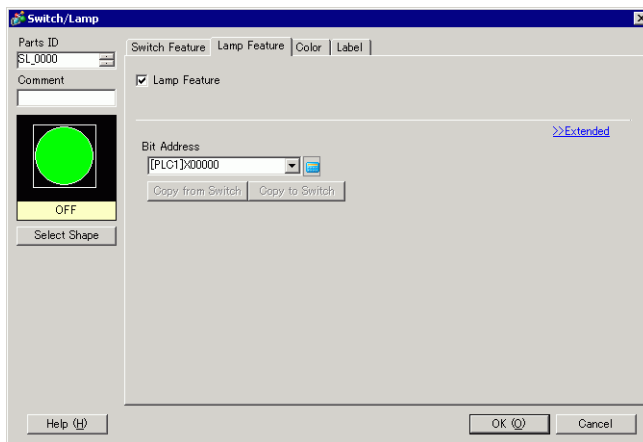 Switch/Lamp
Parts ID
SL_0000
Comment
OFF
Select Shape
Switch Feature Lamp Feature Color Label
Lamp Feature
>>Extended
Bit Address
[PLC1]X00000
Copy from Switch Copy to Switch
Help (H) OK (O) Cancel